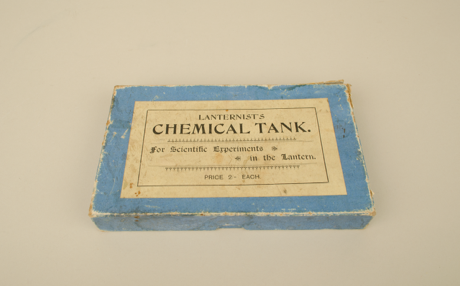 LANTERNIST'S
CHEMICAL TANK.
For Scientific Experiments
in the Lantern.
PRICE 2/- EACH.